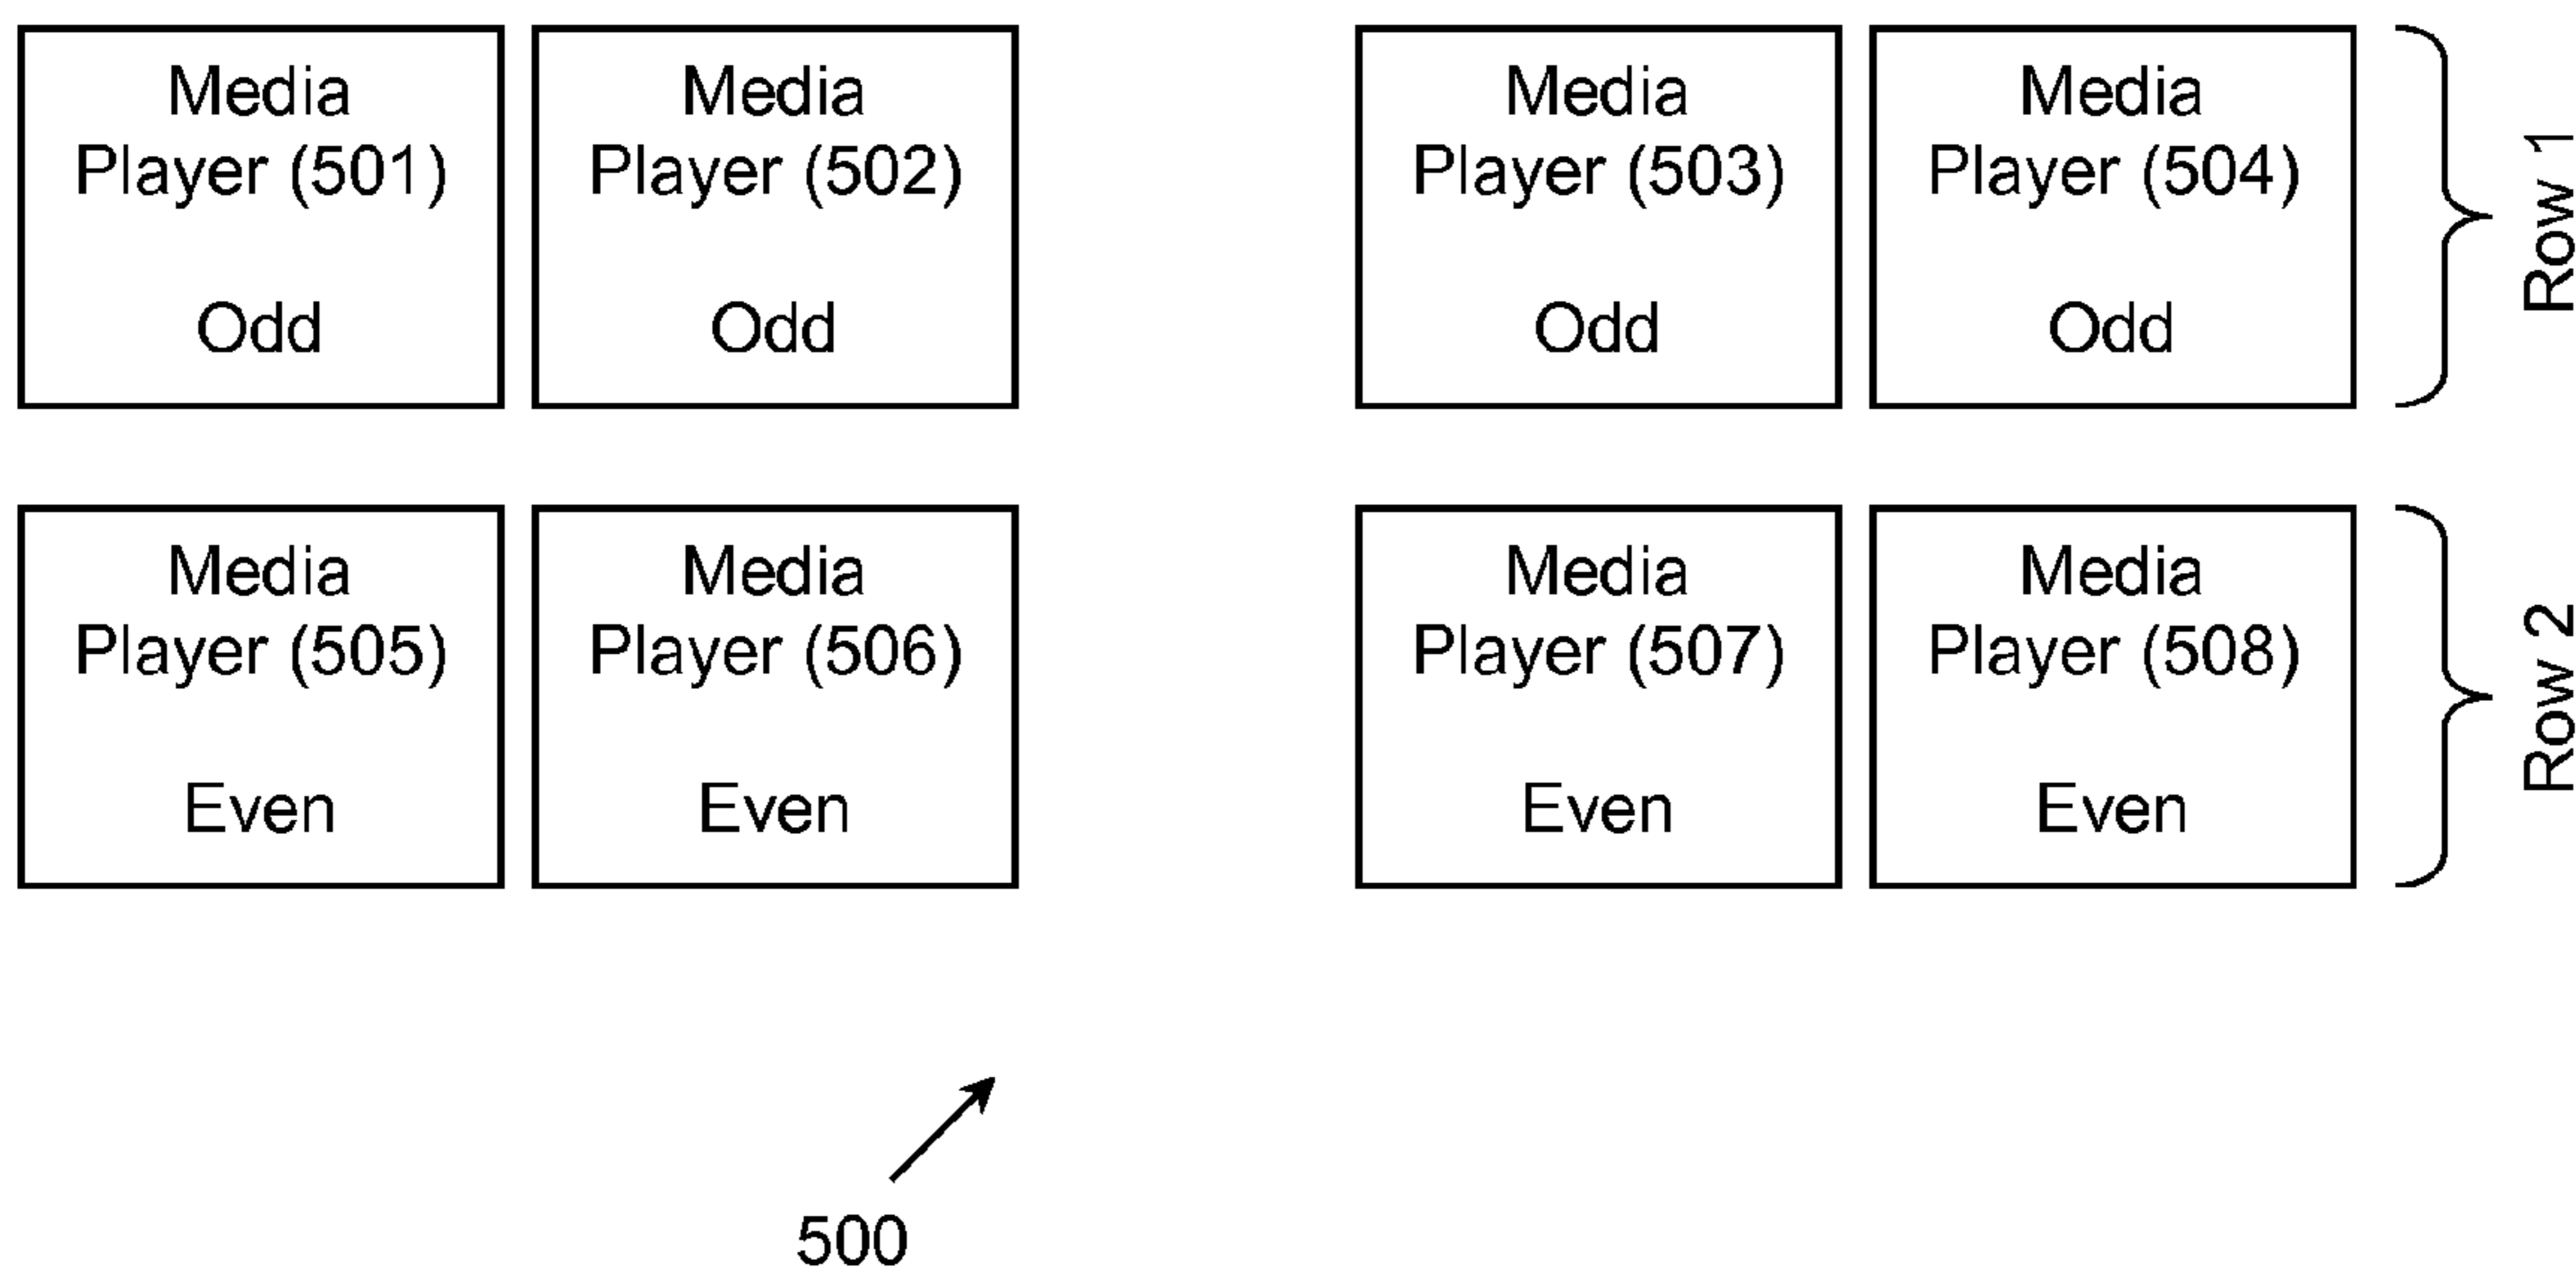 Media
Player (501)
Odd
Media
Player (502)
Odd
Media
Player (503)
Odd
Media
Player (504)
Odd
Row 1
Media
Player (505)
Even
Media
Player (506)
Even
Media
Player (507)
Even
Media
Player (508)
Even
Row 2
500